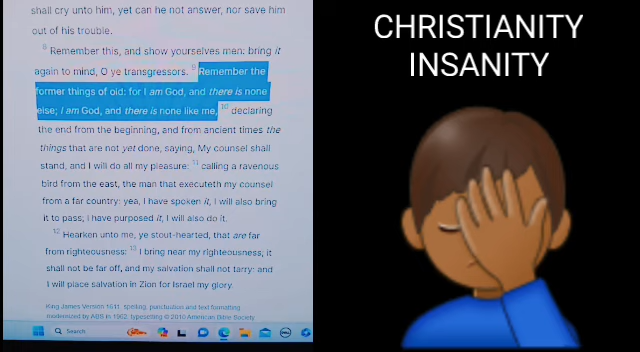 shall cry unto him, yet can he not answer, nor save him
out of his trouble.
8 Remember this, and show yourselves men: bring it
again to mind, O ye transgressors. 9 Remember the
former things of old: for I am God, and there is none
else; I am God, and there is none like me, 10 declaring
the end from the beginning, and from ancient times the
things that are not yet done, saying, My counsel shall
stand, and I will do all my pleasure: 11 calling a ravenous
bird from the east, the man that executeth my counsel
from a far country: yea, I have spoken it, I will also bring
it to pass; I have purposed it, I will also do it.
12 Hearken unto me, ye stout-hearted, that are far
from righteousness: 13 I bring near my righteousness; it
shall not be far off, and my salvation shall not tarry: and
I will place salvation in Zion for Israel my glory.
King James Version 1611, spelling, punctuation and text formatting
modernized by ABS in 1962; typesetting © 2010 American Bible Society
Search
DELL
CHRISTIANITY
INSANITY